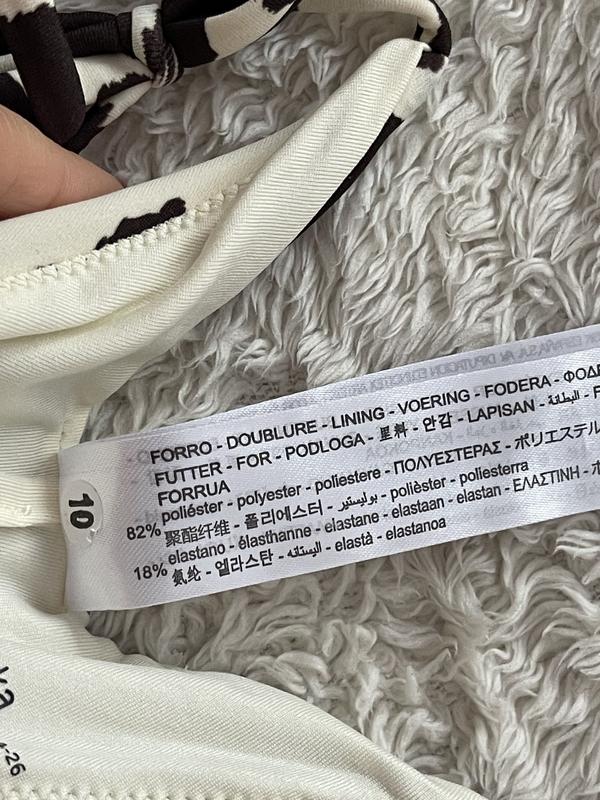 FORRO - DOUBLURE - LINING - VOERING - FODERA - ΦΟΔ
FUTTER - FOR - PODLOGA - 里料 - 안감 - LAPISAN - البطانة - F
FORRUA
82% poliéster - polyester - poliestere - ΠΟΛΥΕΣΤΕΡΑΣ - ポリエステル
聚酯纤维 - 폴리에스터 - بوليستير - polièster - poliesterra
18% elastano - élasthanne - elastane - elastaan - elastan - ΕΛΑΣΤΙΝΗ -
氨纶 - 엘라스탄 - اليستانه - elastà - elastanoa
10
-26